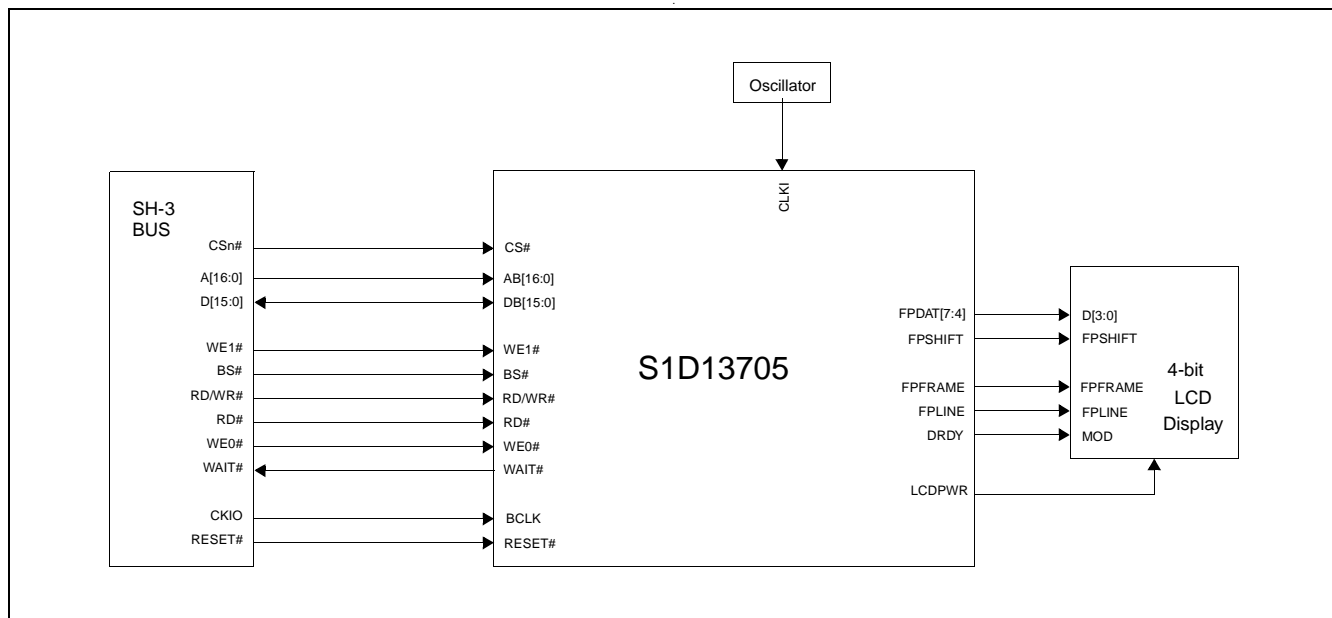 Oscillator
CLKI
SH-3
BUS
CSn#
A[16:0]
D[15:0]
WE1#
BS#
RD/WR#
RD#
WE0#
WAIT#
CKIO
RESET#
CS#
AB[16:0]
DB[15:0]
WE1#
BS#
RD/WR#
RD#
WE0#
WAIT#
BCLK
RESET#
S1D13705
FPDAT[7:4]
FPSHIFT
FPFRAME
FPLINE
DRDY
LCDPWR
D[3:0]
FPSHIFT
FPFRAME
FPLINE
MOD
4-bit
LCD
Display